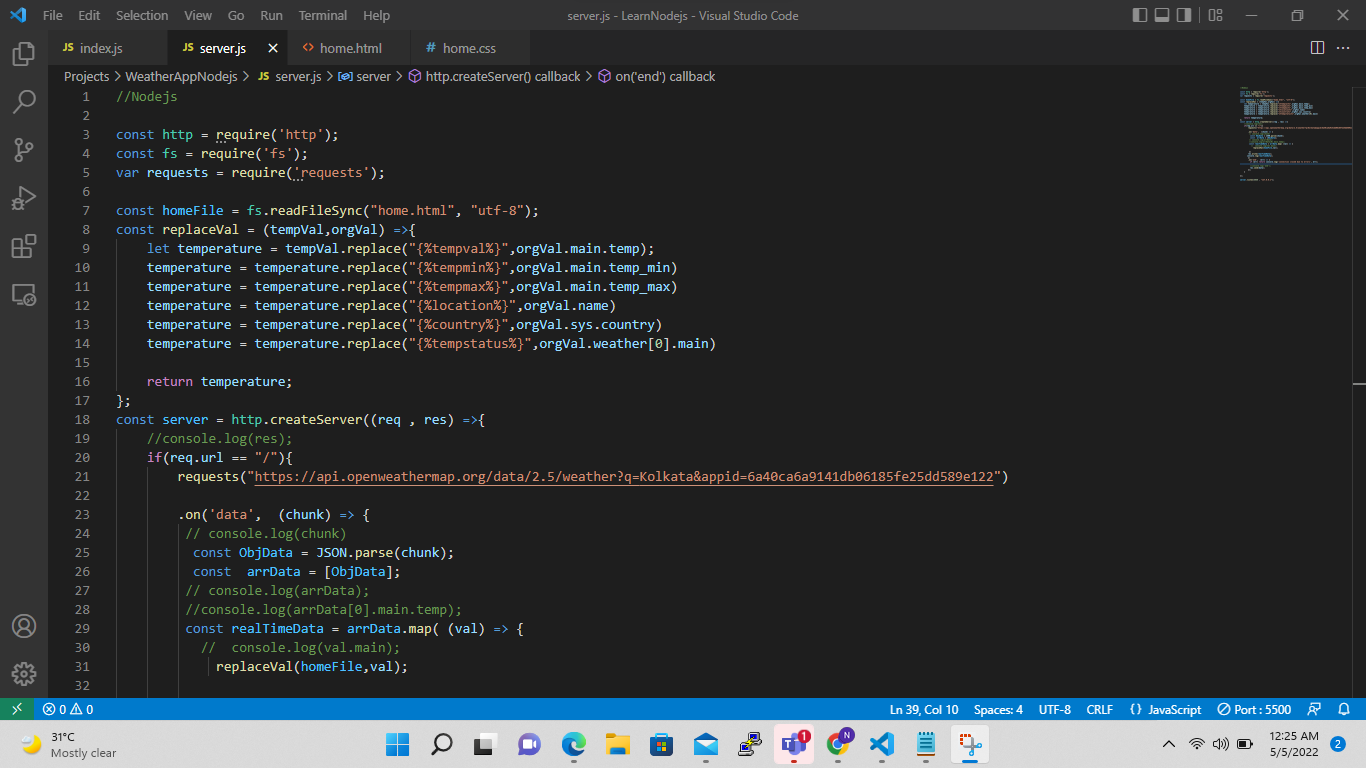 File Edit Selection View Go Run Terminal Help server.js - LearnNodejs - Visual Studio Code
JS index.js JS server.js <> home.html # home.css
Projects > WeatherAppNodejs > JS server.js > server > http.createServer() callback > on('end') callback
1 //Nodejs
2
3 const http = require('http');
4 const fs = require('fs');
5 var requests = require('requests');
6
7 const homeFile = fs.readFileSync("home.html", "utf-8");
8 const replaceVal = (tempVal,orgVal) =>{
9 let temperature = tempVal.replace("{%tempval%}",orgVal.main.temp);
10 temperature = temperature.replace("{%tempmin%}",orgVal.main.temp_min)
11 temperature = temperature.replace("{%tempmax%}",orgVal.main.temp_max)
12 temperature = temperature.replace("{%location%}",orgVal.name)
13 temperature = temperature.replace("{%country%}",orgVal.sys.country)
14 temperature = temperature.replace("{%tempstatus%}",orgVal.weather[0].main)
15
16 return temperature;
17 };
18 const server = http.createServer((req , res) =>{
19 //console.log(res);
20 if(req.url == "/"){
21 requests("https://api.openweathermap.org/data/2.5/weather?q=Kolkata&appid=6a40ca6a9141db06185fe25dd589e122")
22
23 .on('data', (chunk) => {
24 // console.log(chunk)
25 const ObjData = JSON.parse(chunk);
26 const arrData = [ObjData];
27 // console.log(arrData);
28 //console.log(arrData[0].main.temp);
29 const realTimeData = arrData.map( (val) => {
30 // console.log(val.main);
31 replaceVal(homeFile,val);
32
0 0 Ln 39, Col 10 Spaces: 4 UTF-8 CRLF {} JavaScript Port : 5500
31°C
Mostly clear
1 N
12:25 AM
5/5/2022 2